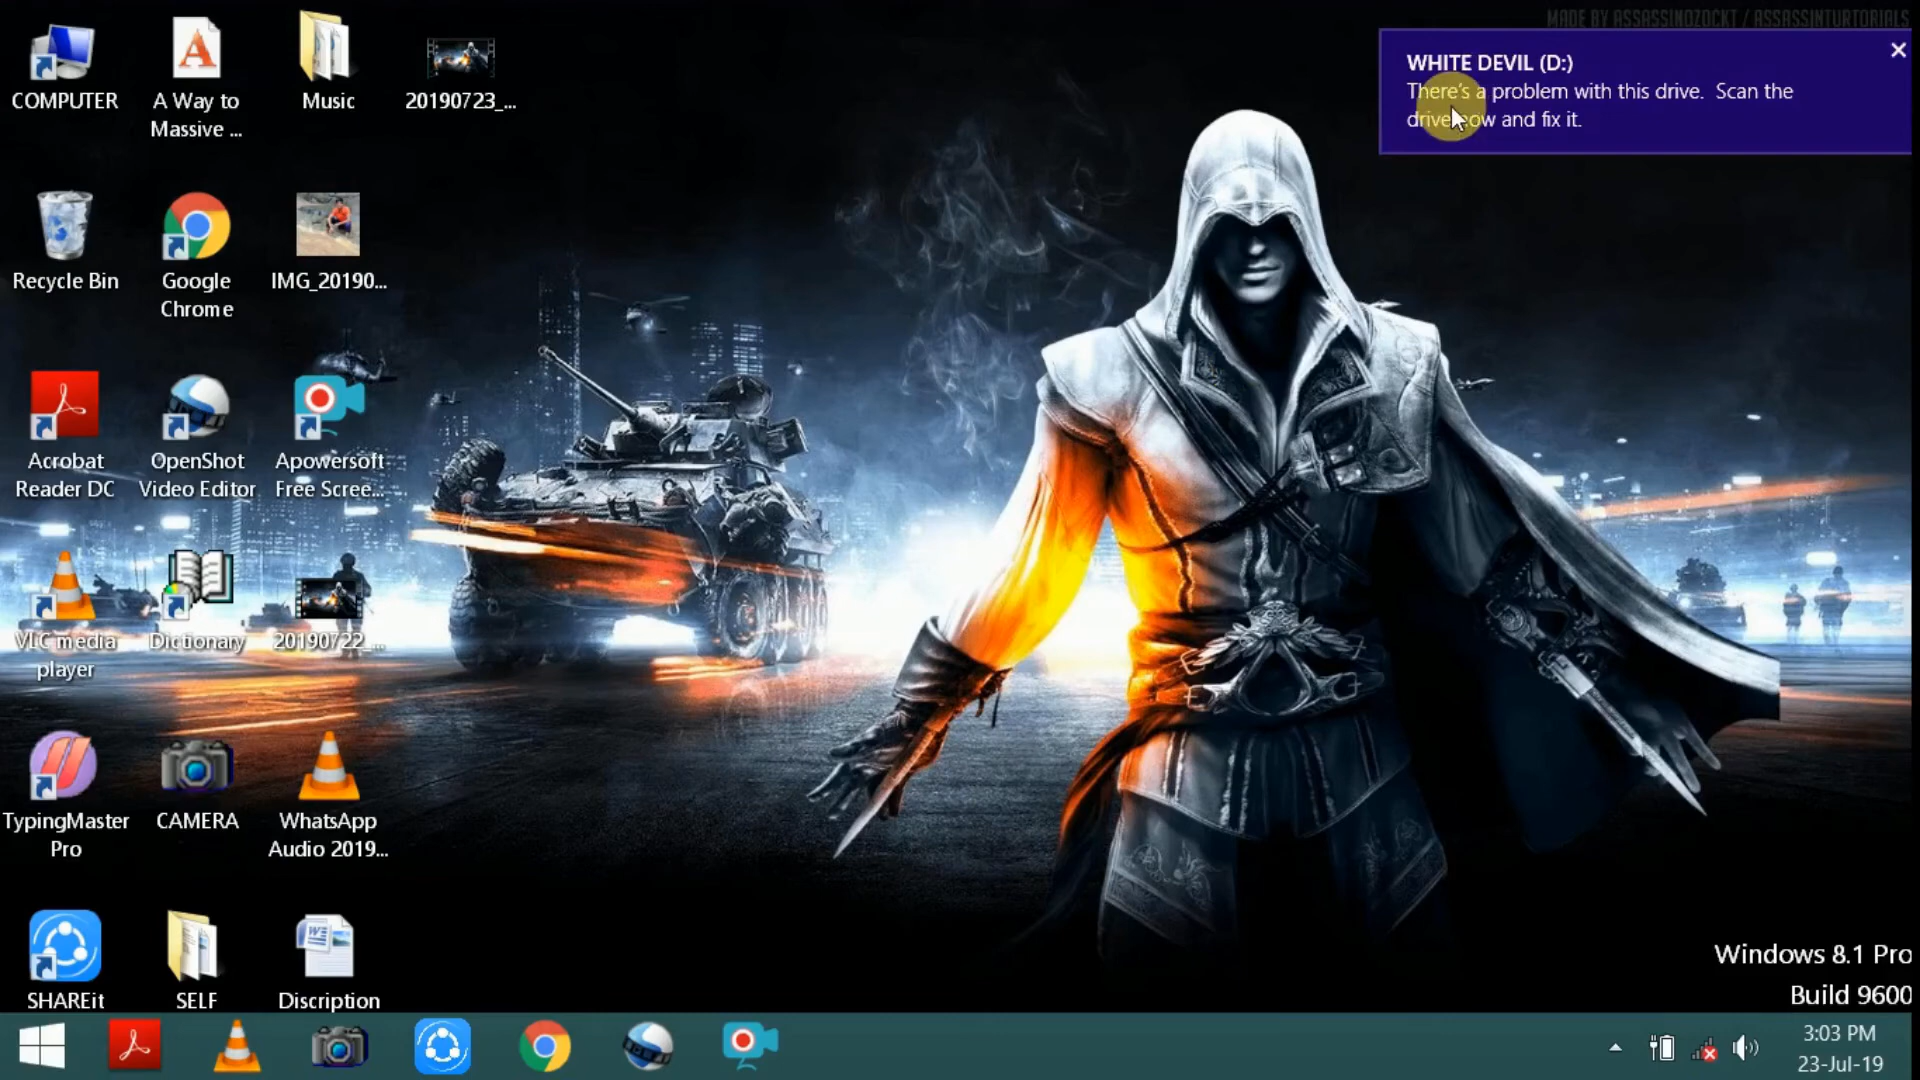 MADE BY ASSASSINOZOCKT / ASSASSINTURTORIALS
WHITE DEVIL (D:)
There's a problem with this drive. Scan the
drive now and fix it.
COMPUTER
A Way to
Massive ...
Music
20190723_...
Recycle Bin
Google
Chrome
IMG_20190...
Acrobat
Reader DC
OpenShot
Video Editor
Apowersoft
Free Scree...
VLC media
player
Dictionary
20190722_...
TypingMaster
Pro
CAMERA
WhatsApp
Audio 2019...
SHAREit
SELF
Discription
Windows 8.1 Pro
Build 9600
3:03 PM
23-Jul-19